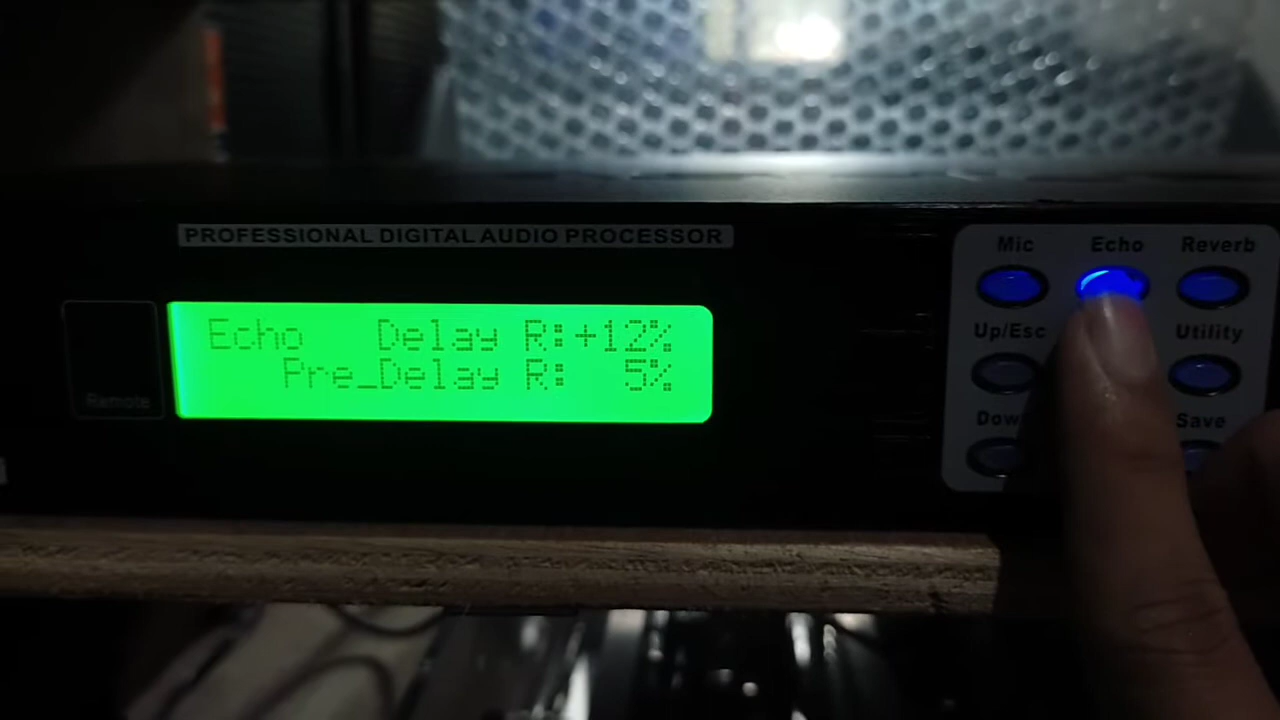 PROFESSIONAL DIGITAL AUDIO PROCESSOR
Echo Delay R:+12%
Pre_Delay R: 5%
Remote
Mic Echo Reverb
Up/Esc Utility
Save